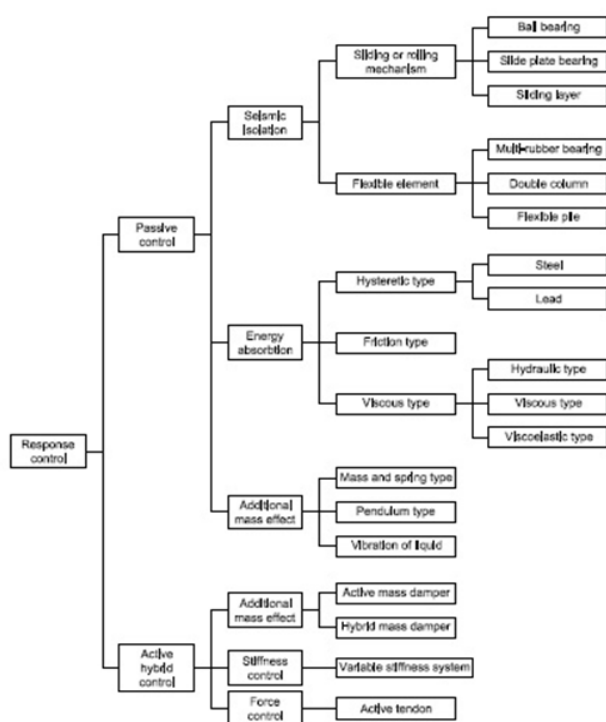 Ball bearing
Sliding or rolling
mechanism
Slide plate bearing
Sliding layer
Seismic
isolation
Multi-rubber bearing
Flexible element
Double column
Flexible pile
Passive
control
Hysteretic type
Steel
Lead
Energy
absorbtion
Friction type
Hydraulic type
Viscous type
Viscous type
Viscoelastic type
Response
control
Mass and spring type
Additional
mass effect
Pendulum type
Vibration of liquid
Additional
mass effect
Active mass damper
Hybrid mass damper
Active
hybrid
control
Stiffness
control
Variable stiffness system
Force
control
Active tendon